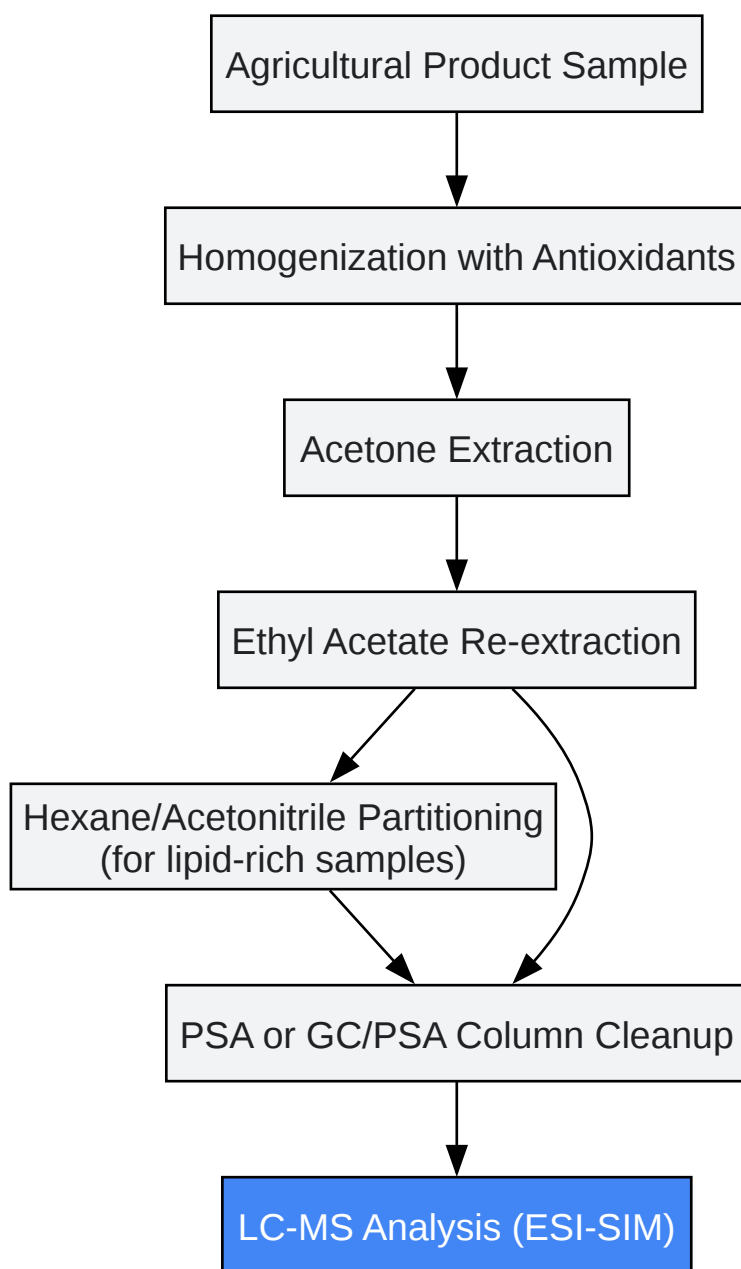 Agricultural Product Sample
Homogenization with Antioxidants
Acetone Extraction
Ethyl Acetate Re-extraction
Hexane/Acetonitrile Partitioning
(for lipid-rich samples)
PSA or GC/PSA Column Cleanup
LC-MS Analysis (ESI-SIM)